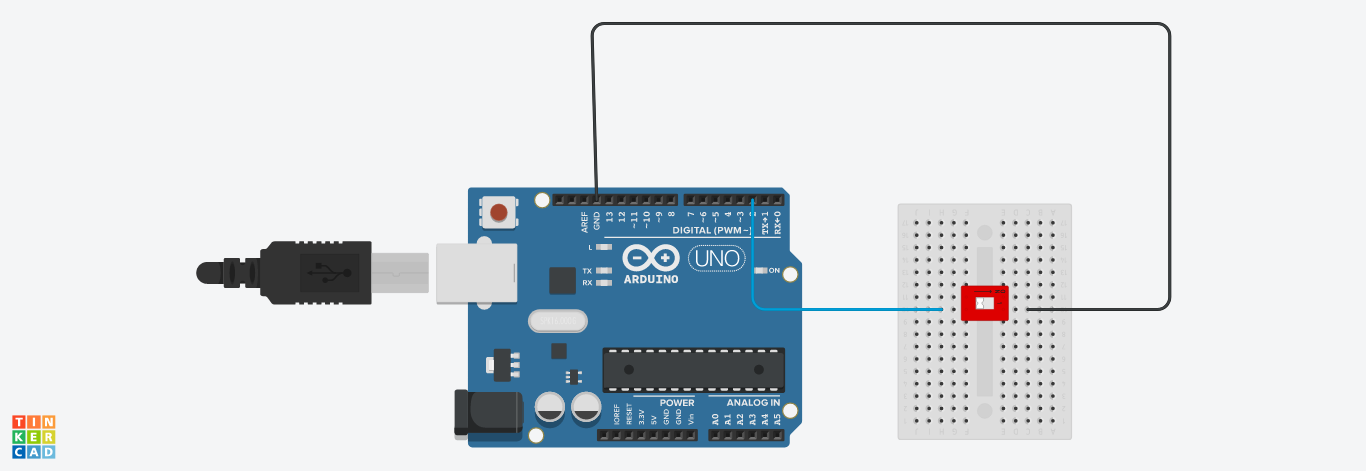 AREF
GND
13
12
~11
~10
~9
8
7
~6
~5
4
~3
TX→1
RX←0
DIGITAL (PWM~)
L
TX
RX
ARDUINO
UNO
ON
IOREF
RESET
3.3V
5V
GND
GND
Vin
POWER
ANALOG IN
A0
A1
A2
A3
A4
A5
TIN
KER
CAD